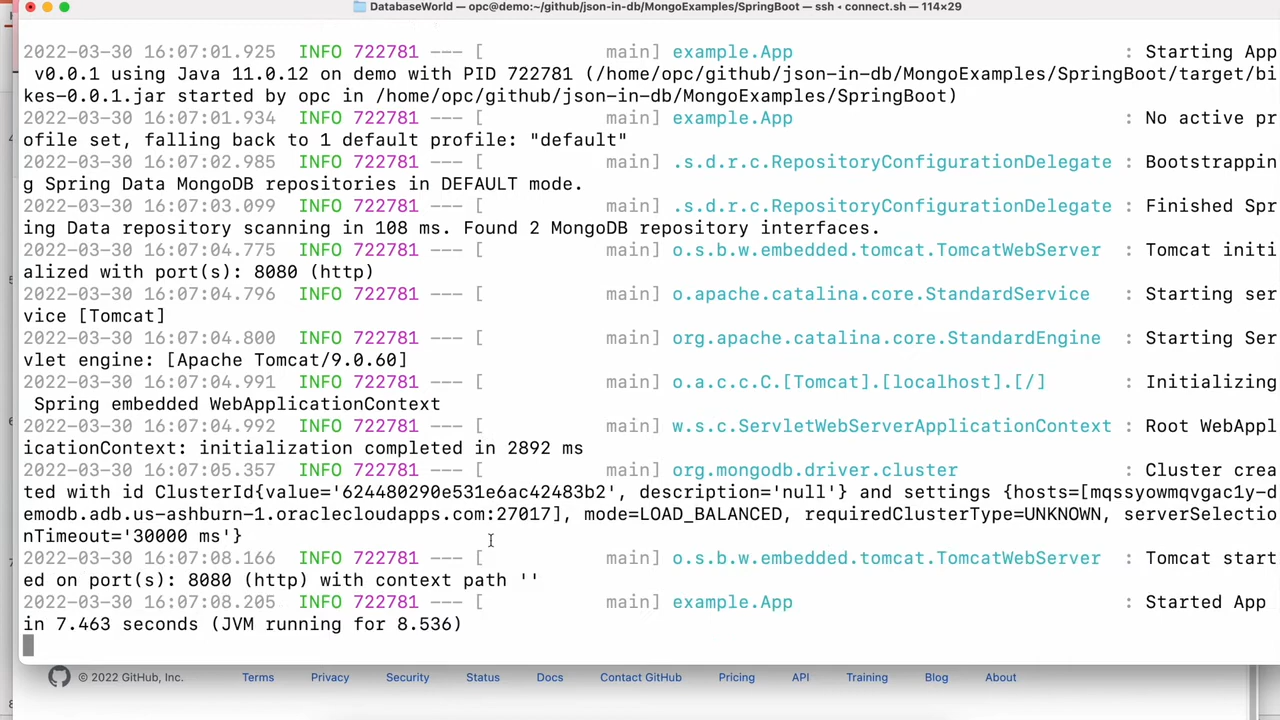 DatabaseWorld — opc@demo:~/github/json-in-db/MongoExamples/SpringBoot — ssh ◂ connect.sh — 114×29
2022-03-30 16:07:01.925  INFO 722781 --- [           main] example.App                              : Starting App
 v0.0.1 using Java 11.0.12 on demo with PID 722781 (/home/opc/github/json-in-db/MongoExamples/SpringBoot/target/bi
kes-0.0.1.jar started by opc in /home/opc/github/json-in-db/MongoExamples/SpringBoot)
2022-03-30 16:07:01.934  INFO 722781 --- [           main] example.App                              : No active pr
ofile set, falling back to 1 default profile: "default"
2022-03-30 16:07:02.985  INFO 722781 --- [           main] .s.d.r.c.RepositoryConfigurationDelegate : Bootstrappin
g Spring Data MongoDB repositories in DEFAULT mode.
2022-03-30 16:07:03.099  INFO 722781 --- [           main] .s.d.r.c.RepositoryConfigurationDelegate : Finished Spr
ing Data repository scanning in 108 ms. Found 2 MongoDB repository interfaces.
2022-03-30 16:07:04.775  INFO 722781 --- [           main] o.s.b.w.embedded.tomcat.TomcatWebServer  : Tomcat initi
alized with port(s): 8080 (http)
2022-03-30 16:07:04.796  INFO 722781 --- [           main] o.apache.catalina.core.StandardService   : Starting ser
vice [Tomcat]
2022-03-30 16:07:04.800  INFO 722781 --- [           main] org.apache.catalina.core.StandardEngine  : Starting Ser
vlet engine: [Apache Tomcat/9.0.60]
2022-03-30 16:07:04.991  INFO 722781 --- [           main] o.a.c.c.C.[Tomcat].[localhost].[/]       : Initializing
 Spring embedded WebApplicationContext
2022-03-30 16:07:04.992  INFO 722781 --- [           main] w.s.c.ServletWebServerApplicationContext : Root WebAppl
icationContext: initialization completed in 2892 ms
2022-03-30 16:07:05.357  INFO 722781 --- [           main] org.mongodb.driver.cluster               : Cluster crea
ted with id ClusterId{value='624480290e531e6ac42483b2', description='null'} and settings {hosts=[mqssyowmqvgac1y-d
emodb.adb.us-ashburn-1.oraclecloudapps.com:27017], mode=LOAD_BALANCED, requiredClusterType=UNKNOWN, serverSelectio
nTimeout='30000 ms'}
2022-03-30 16:07:08.166  INFO 722781 --- [           main] o.s.b.w.embedded.tomcat.TomcatWebServer  : Tomcat start
ed on port(s): 8080 (http) with context path ''
2022-03-30 16:07:08.205  INFO 722781 --- [           main] example.App                              : Started App
in 7.463 seconds (JVM running for 8.536)
© 2022 GitHub, Inc. Terms Privacy Security Status Docs Contact GitHub Pricing API Training Blog About